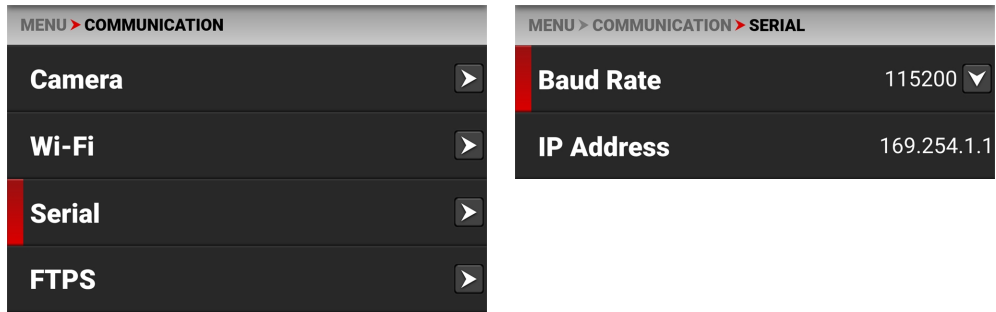 MENU > COMMUNICATION
Camera
Wi-Fi
Serial
FTPS
MENU > COMMUNICATION > SERIAL
Baud Rate 115200
IP Address 169.254.1.1